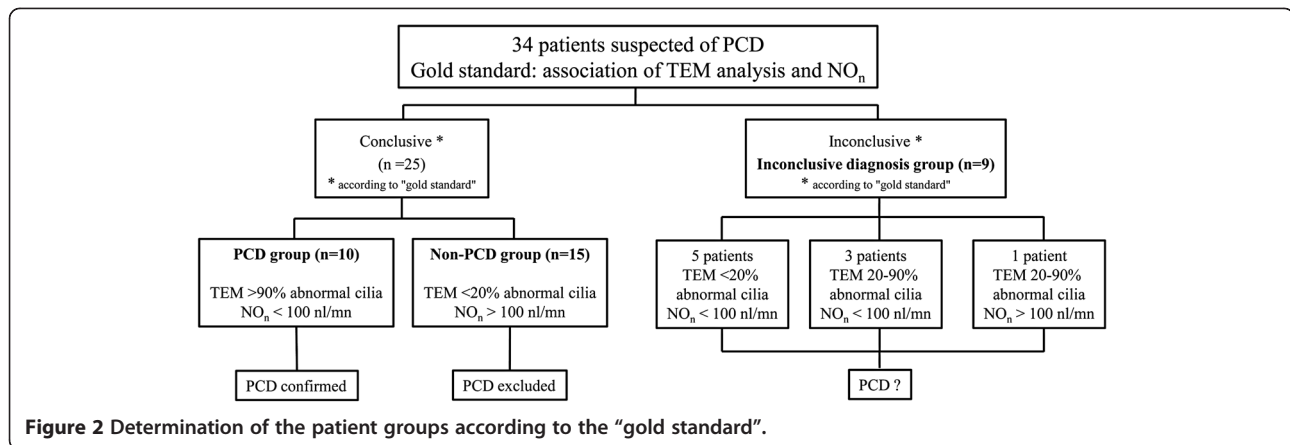 34 patients suspected of PCD
Gold standard: association of TEM analysis and NOn
Conclusive *
(n =25)
* according to "gold standard"
Inconclusive *
Inconclusive diagnosis group (n=9)
* according to "gold standard"
PCD group (n=10)
TEM >90% abnormal cilia
NOn < 100 nl/mn
Non-PCD group (n=15)
TEM <20% abnormal cilia
NOn > 100 nl/mn
5 patients
TEM <20%
abnormal cilia
NOn < 100 nl/mn
3 patients
TEM 20-90%
abnormal cilia
NOn < 100 nl/mn
1 patient
TEM 20-90%
abnormal cilia
NOn > 100 nl/mn
PCD confirmed
PCD excluded
PCD ?
Figure 2 Determination of the patient groups according to the “gold standard”.